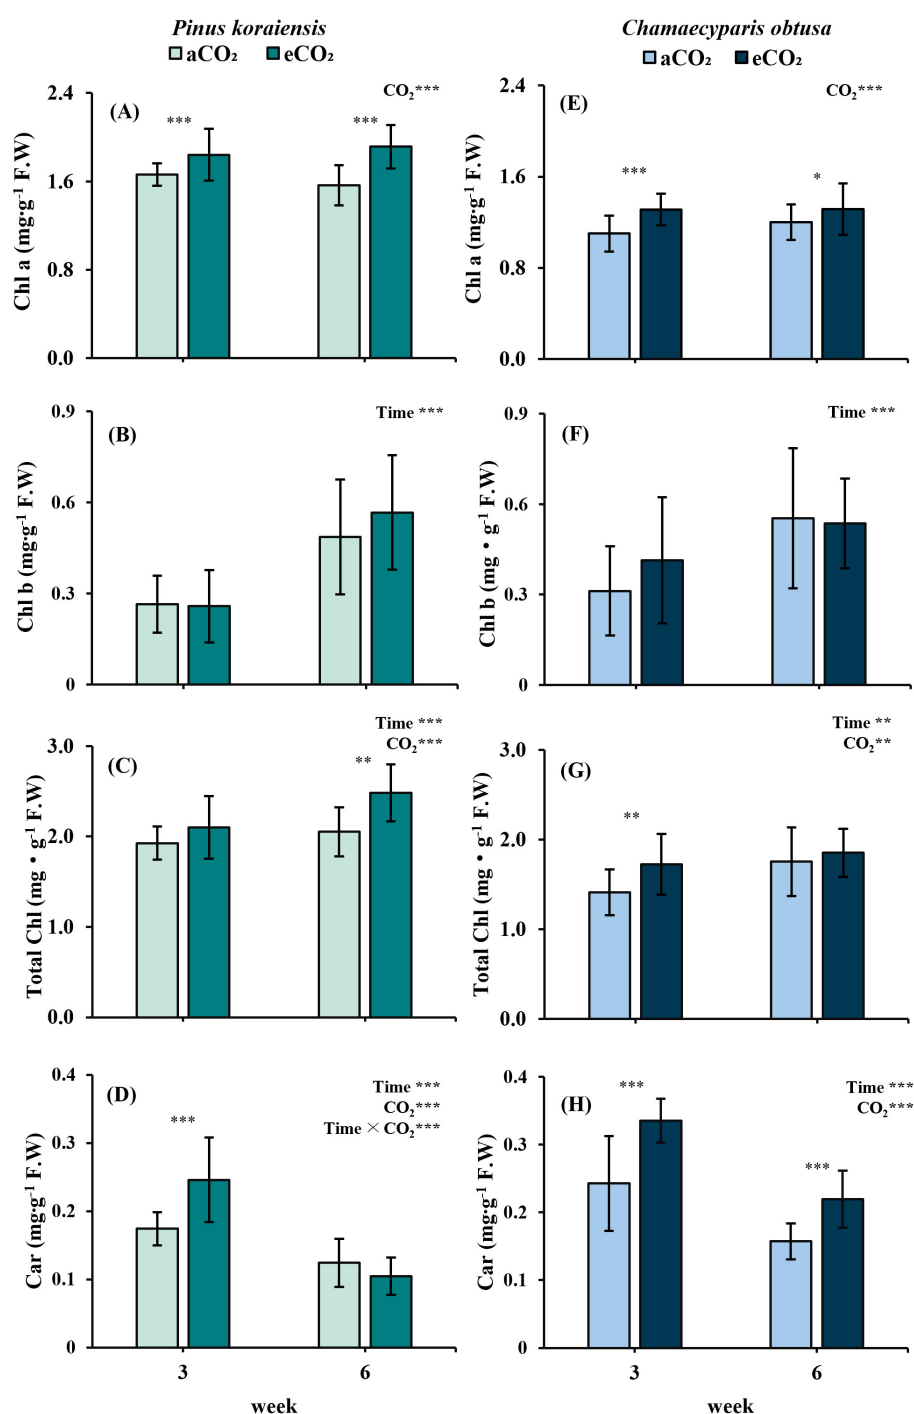 Pinus koraiensis
aCO₂ eCO₂
Chamaecyparis obtusa
aCO₂ eCO₂
(A)
CO₂***
*** ***
Chl a (mg·g⁻¹ F.W)
2.4
1.6
0.8
0.0
(E)
CO₂***
***
*
Chl a (mg·g⁻¹ F.W)
2.4
1.6
0.8
0.0
(B)
Time ***
Chl b (mg·g⁻¹ F.W)
0.9
0.6
0.3
0
(F)
Time ***
Chl b (mg • g⁻¹ F.W)
0.9
0.6
0.3
0
(C)
Time ***
CO₂***
**
Total Chl (mg • g⁻¹ F.W)
3.0
2.0
1.0
0.0
(G)
Time **
CO₂**
**
Total Chl (mg • g⁻¹ F.W)
3.0
2.0
1.0
0.0
(D)
Time ***
CO₂***
Time × CO₂***
***
Car (mg·g⁻¹ F.W)
0.4
0.3
0.2
0.1
0
3 6
week
(H)
Time ***
CO₂***
***
***
Car (mg·g⁻¹ F.W)
0.4
0.3
0.2
0.1
0
3 6
week